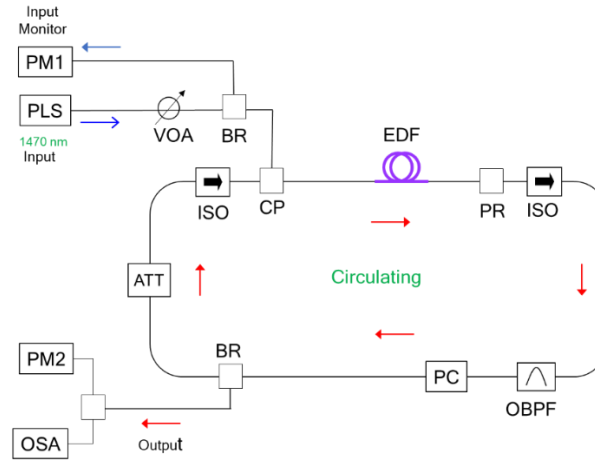 Input
Monitor
PM1
PLS
1470 nm
Input
VOA
BR
EDF
ISO
CP
PR
ISO
ATT
Circulating
BR
PC
OBPF
PM2
OSA
Output